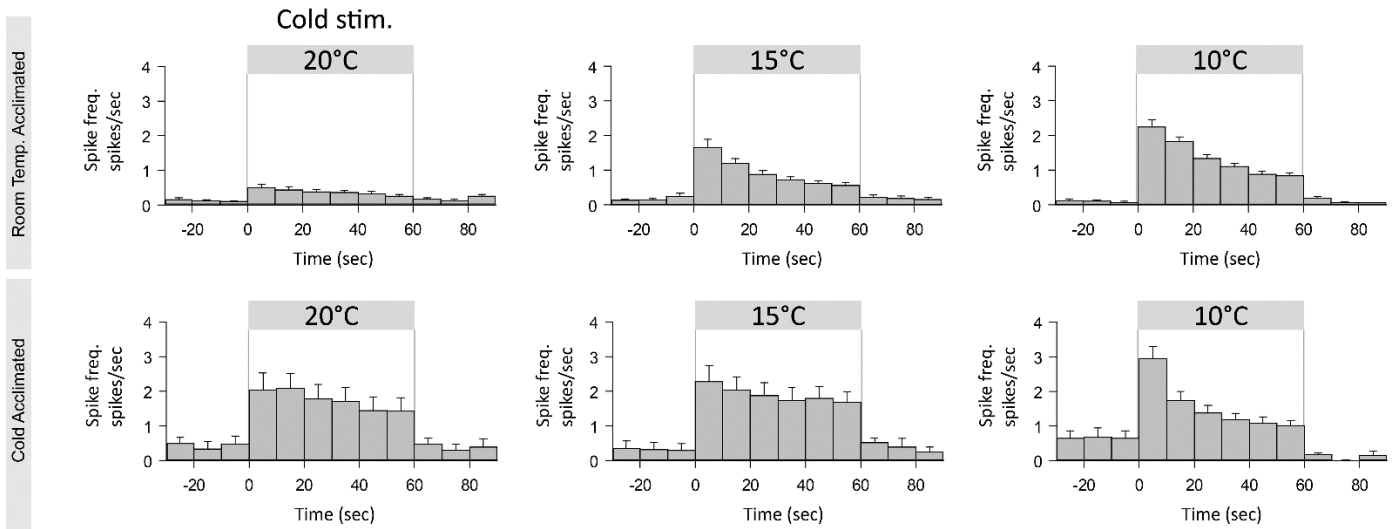 Cold stim.
Room Temp. Acclimated
20°C
15°C
10°C
Spike freq.
spikes/sec
4
3
2
1
0
-20 0 20 40 60 80
Time (sec)
Spike freq.
spikes/sec
4
3
2
1
0
-20 0 20 40 60 80
Time (sec)
Spike freq.
spikes/sec
4
3
2
1
0
-20 0 20 40 60 80
Time (sec)
Cold Acclimated
20°C
15°C
10°C
Spike freq.
spikes/sec
4
3
2
1
0
-20 0 20 40 60 80
Time (sec)
Spike freq.
spikes/sec
4
3
2
1
0
-20 0 20 40 60 80
Time (sec)
Spike freq.
spikes/sec
4
3
2
1
0
-20 0 20 40 60 80
Time (sec)